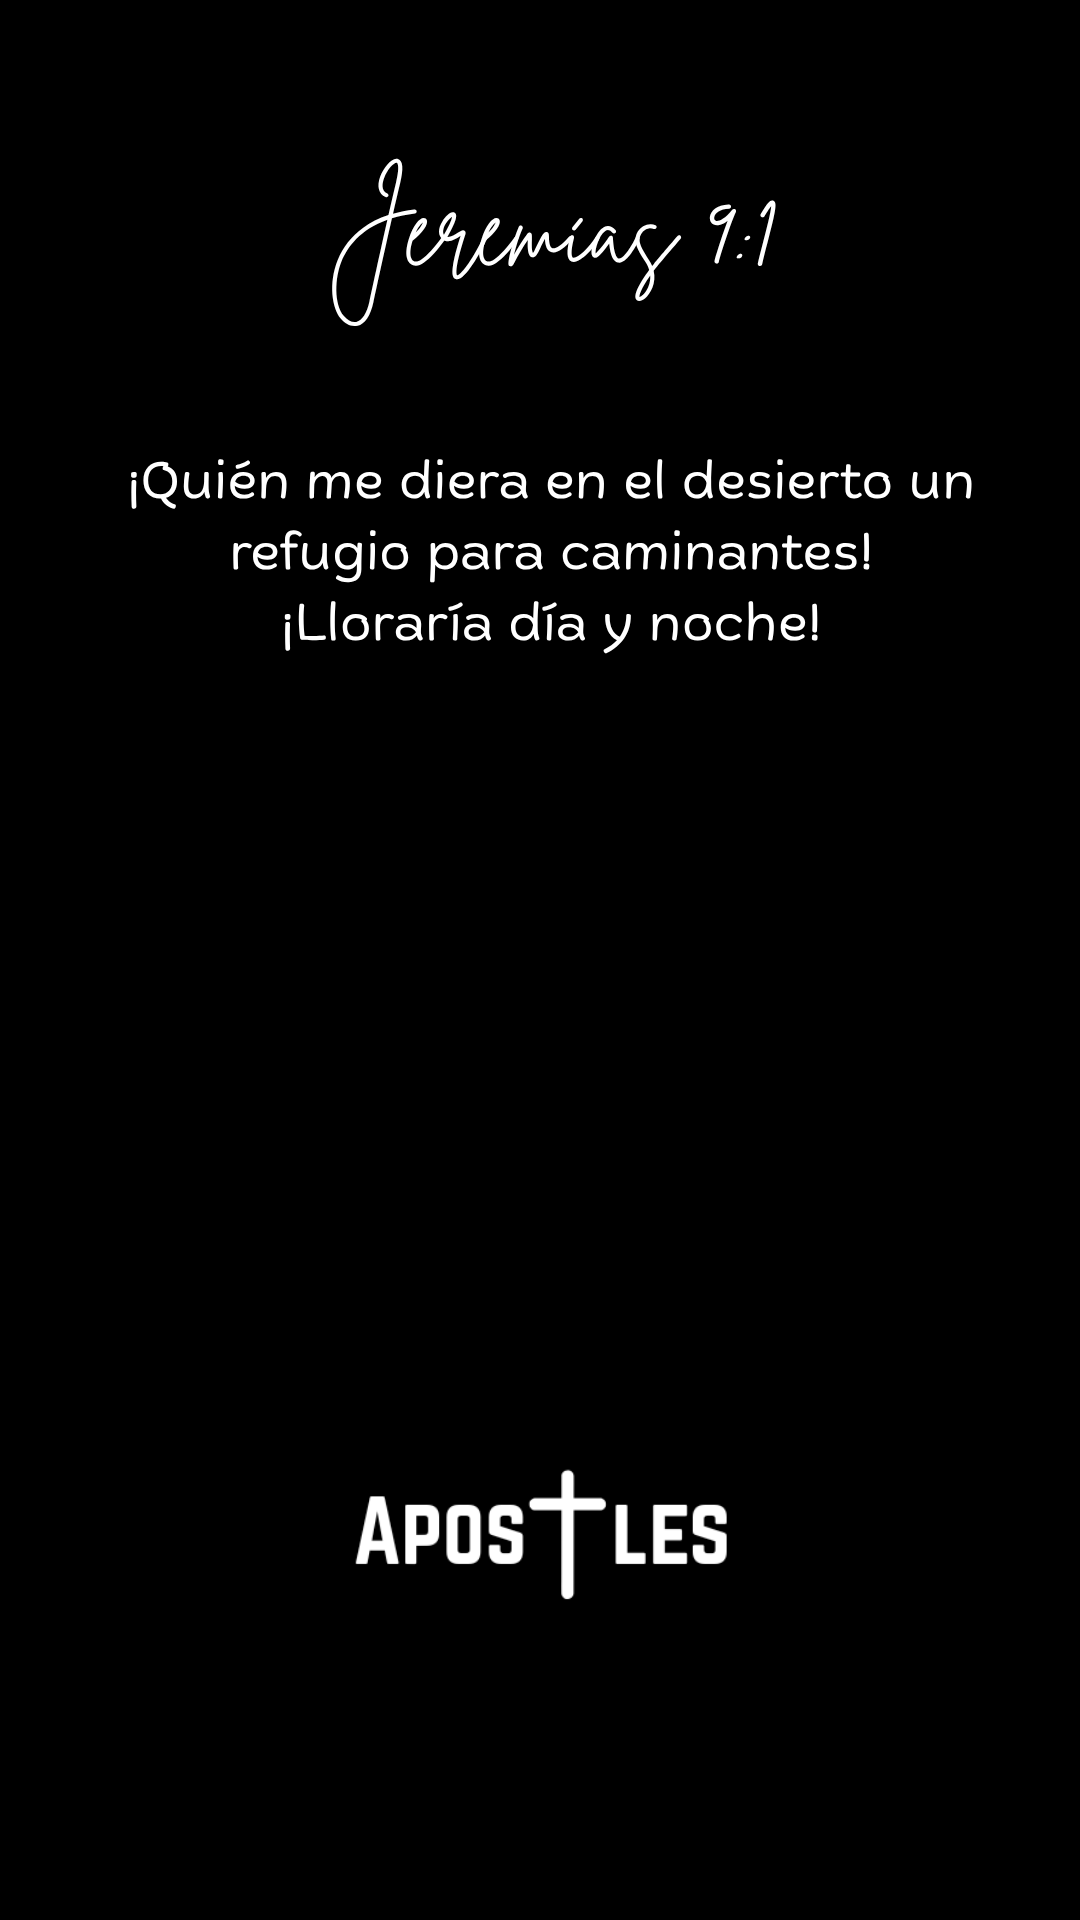 Jeremías 9:1
¡Quién me diera en el desierto un
refugio para caminantes!
¡Lloraría día y noche!
APOSTLES